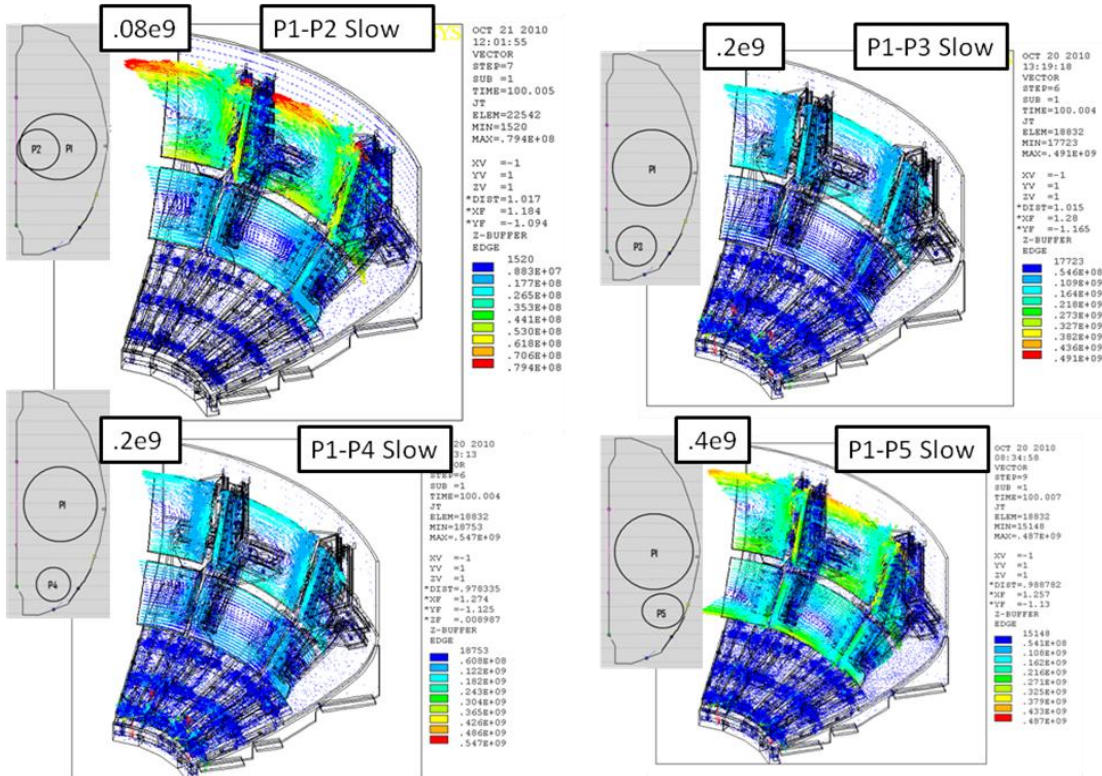 .08e9
P1-P2 Slow
YS
OCT 21 2010
12:01:55
VECTOR
STEP=7
SUB =1
TIME=100.005
JT
ELEM=22542
MIN=1520
MAX=.794E+08
XV =-1
YV =1
ZV =1
*DIST=1.017
*XF =1.184
*YF =-1.094
Z-BUFFER
EDGE
1520
.883E+07
.177E+08
.265E+08
.353E+08
.441E+08
.530E+08
.618E+08
.706E+08
.794E+08
P2
P1
.2e9
P1-P3 Slow
OCT 20 2010
13:19:18
VECTOR
STEP=6
SUB =1
TIME=100.004
JT
ELEM=18832
MIN=17723
MAX=.491E+09
XV =-1
YV =1
ZV =1
*DIST=1.015
*XF =1.28
*YF =-1.165
Z-BUFFER
EDGE
17723
.546E+08
.109E+09
.164E+09
.218E+09
.273E+09
.327E+09
.382E+09
.436E+09
.491E+09
P1
P3
.2e9
P1-P4 Slow
20 2010
3:13
OR
STEP=6
SUB =1
TIME=100.004
JT
ELEM=18832
MIN=18753
MAX=.547E+09
XV =-1
YV =1
ZV =1
*DIST=.978335
*XF =1.274
*YF =-1.125
*ZF =.008987
Z-BUFFER
EDGE
18753
.608E+08
.122E+09
.182E+09
.243E+09
.304E+09
.365E+09
.426E+09
.486E+09
.547E+09
P1
P4
.4e9
P1-P5 Slow
OCT 20 2010
08:34:58
VECTOR
STEP=9
SUB =1
TIME=100.007
JT
ELEM=18832
MIN=15148
MAX=.487E+09
XV =-1
YV =1
ZV =1
*DIST=.988782
*XF =1.257
*YF =-1.13
Z-BUFFER
EDGE
15148
.541E+08
.108E+09
.162E+09
.216E+09
.271E+09
.325E+09
.379E+09
.433E+09
.487E+09
P1
P5